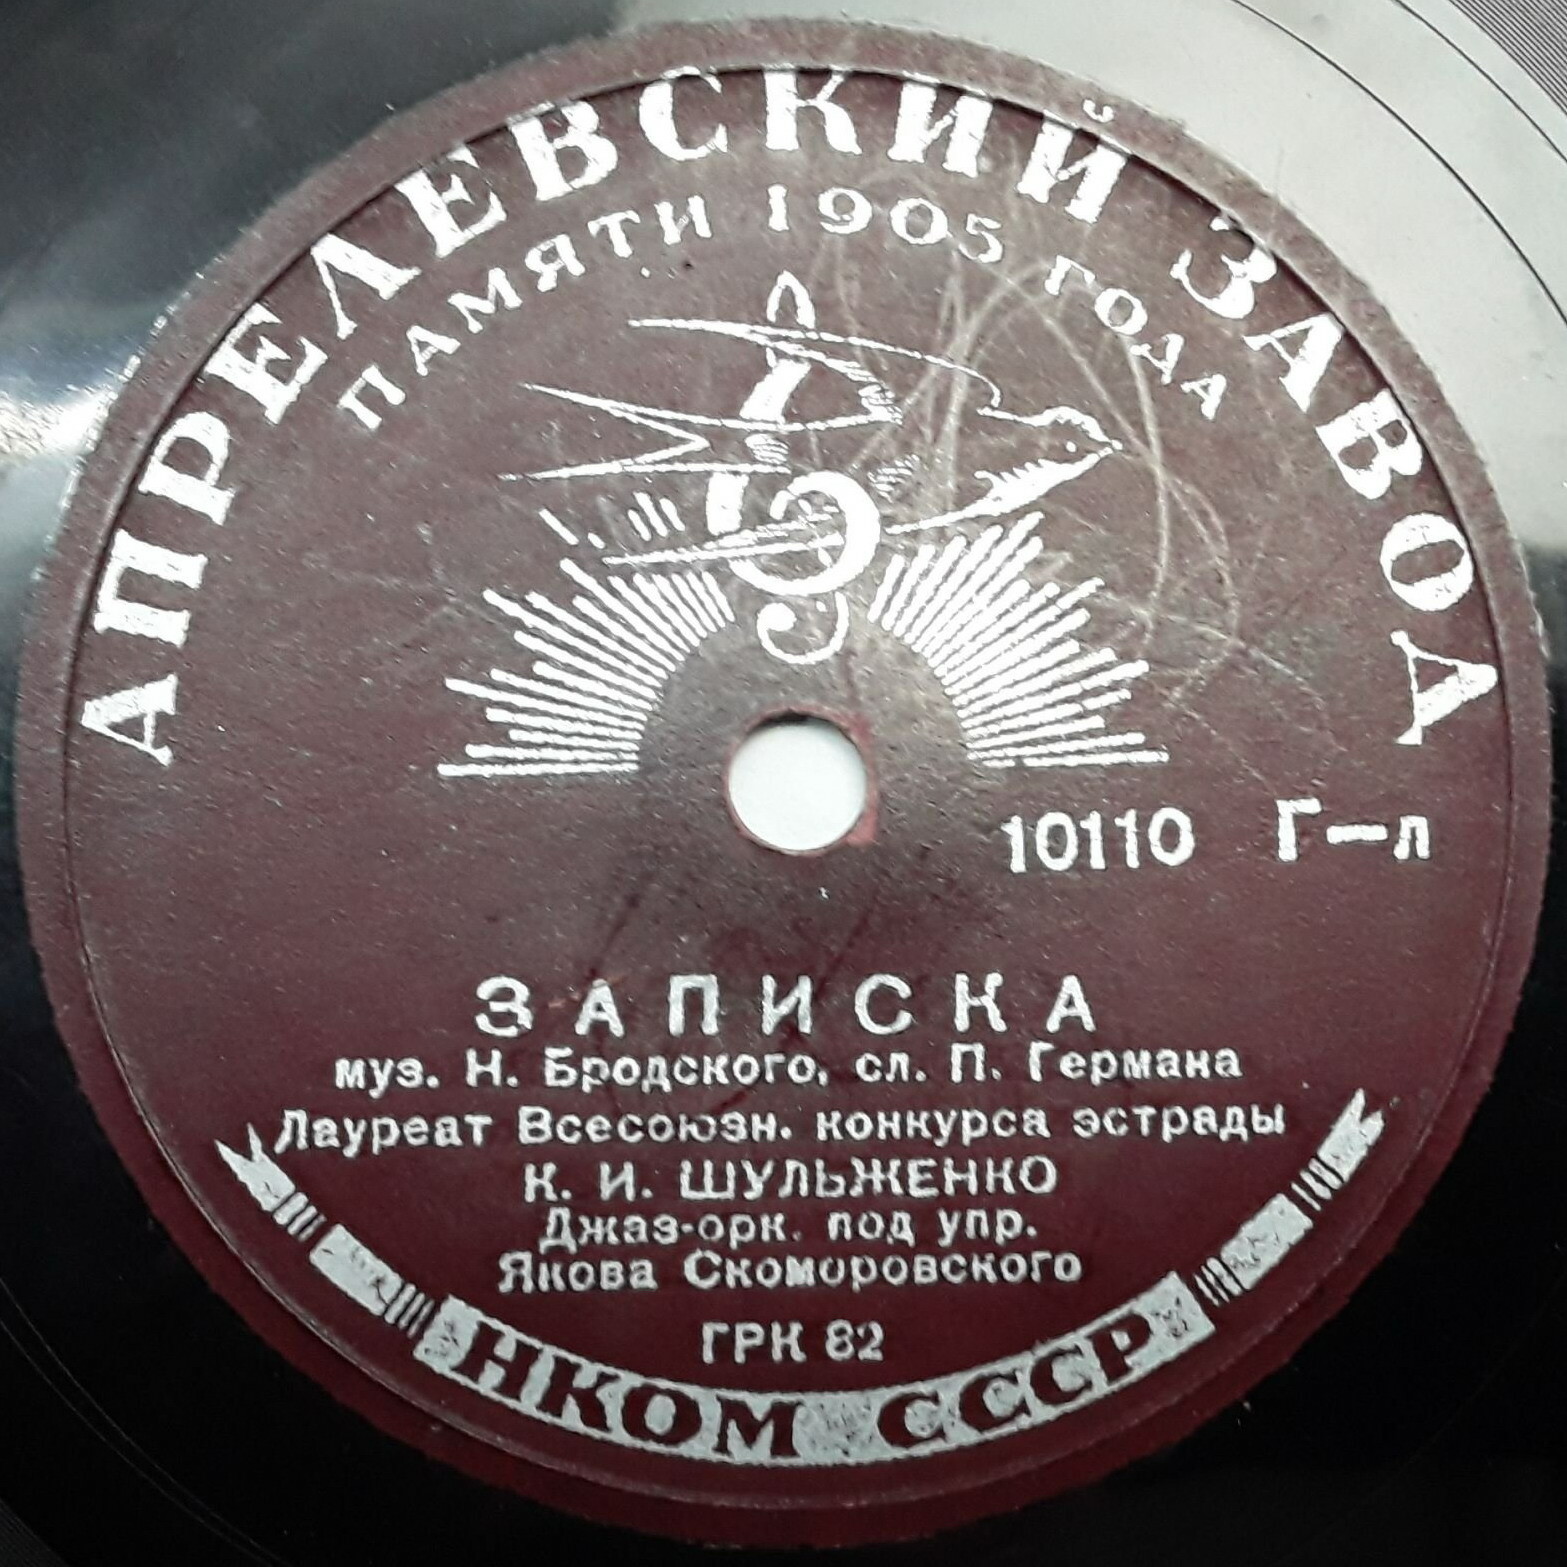 АПРЕЛЕВСКИЙ ЗАВОД
ПАМЯТИ 1905 ГОДА
10110 Г-л
ЗАПИСКА
муз. Н. Бродского, сл. П. Германа
Лауреат Всесоюзн. конкурса эстрады
К. И. ШУЛЬЖЕНКО
Джаз-орк. под упр.
Якова Скоморовского
ГРК 82
НКОМ СССР